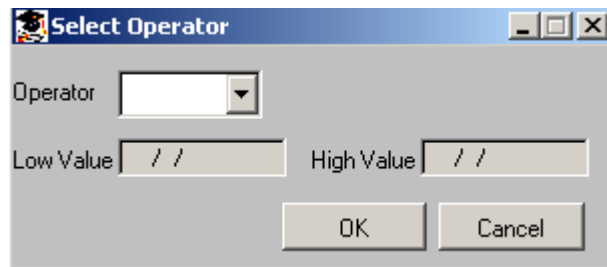 Select Operator
Operator
Low Value / / High Value / /
OK Cancel